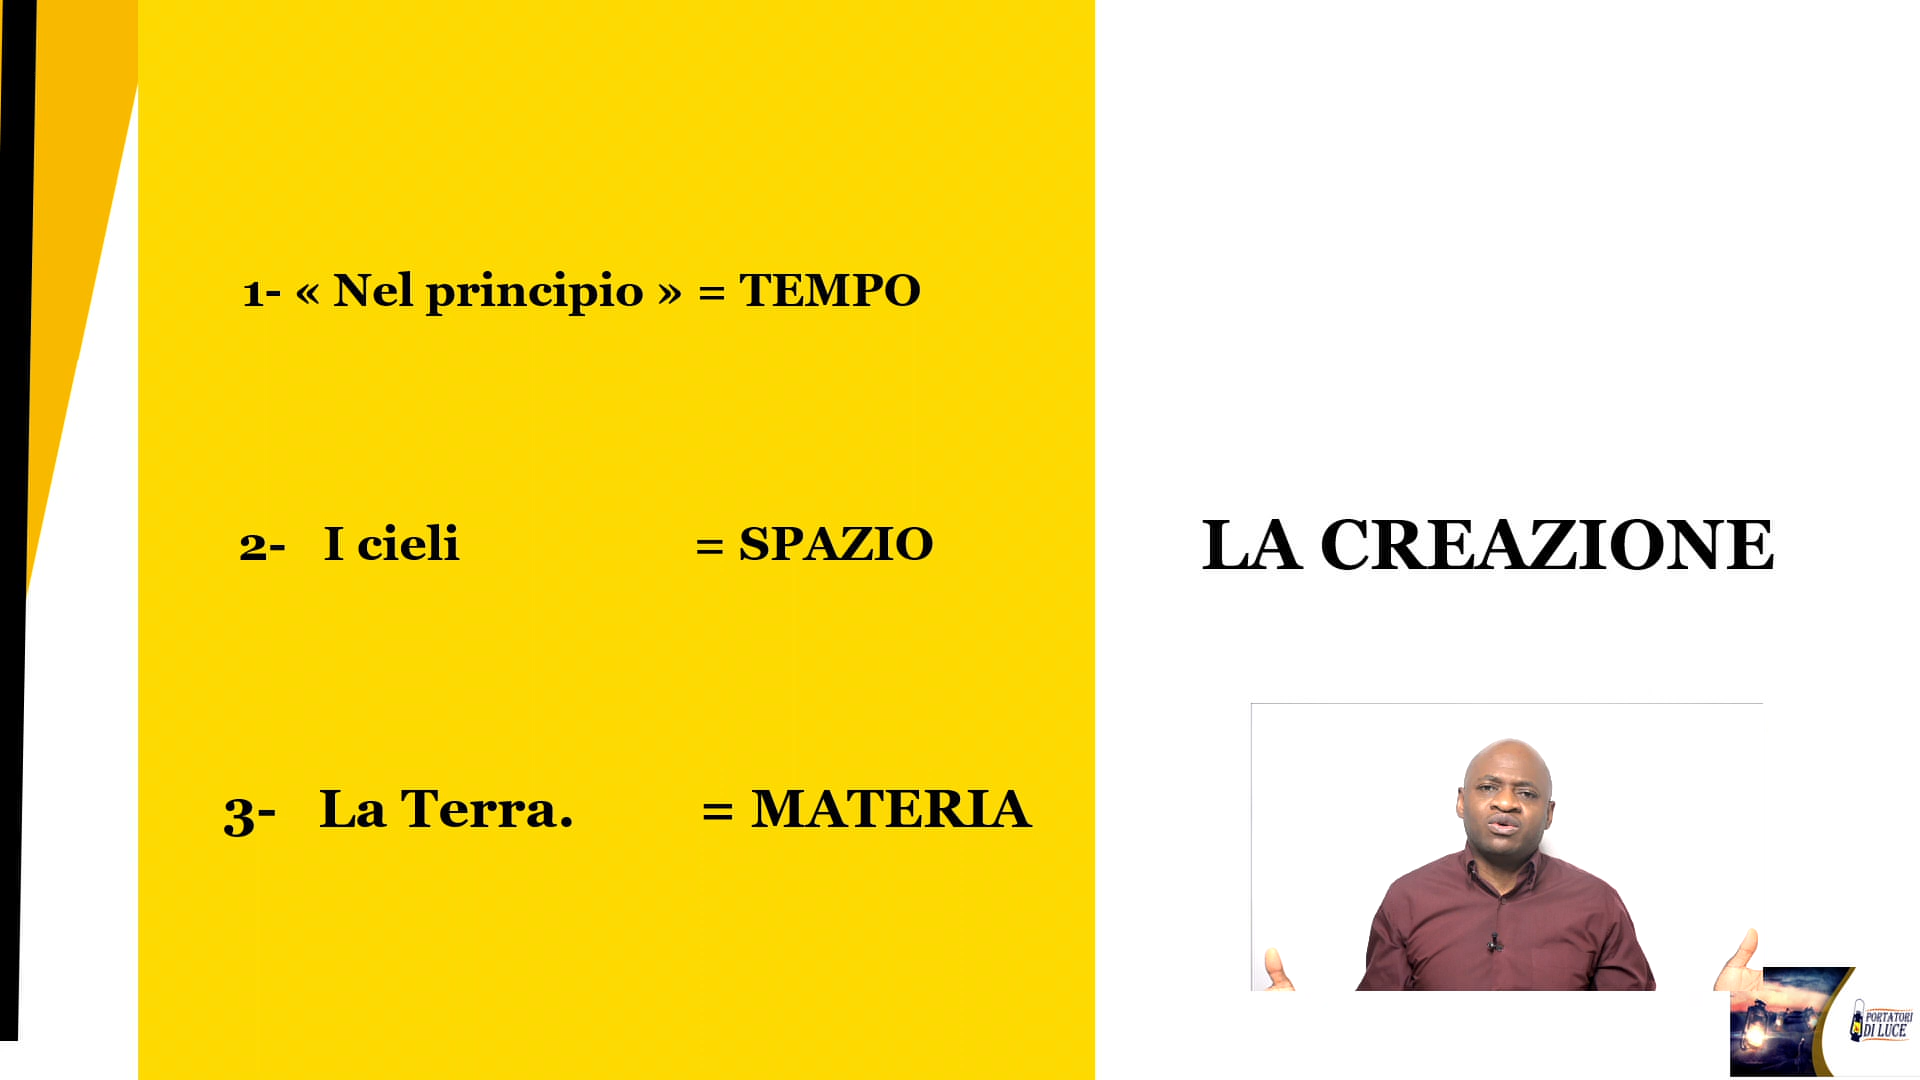 1- « Nel principio » = TEMPO
2- I cieli = SPAZIO
3- La Terra. = MATERIA
LA CREAZIONE
PORTATORI
DI LUCE